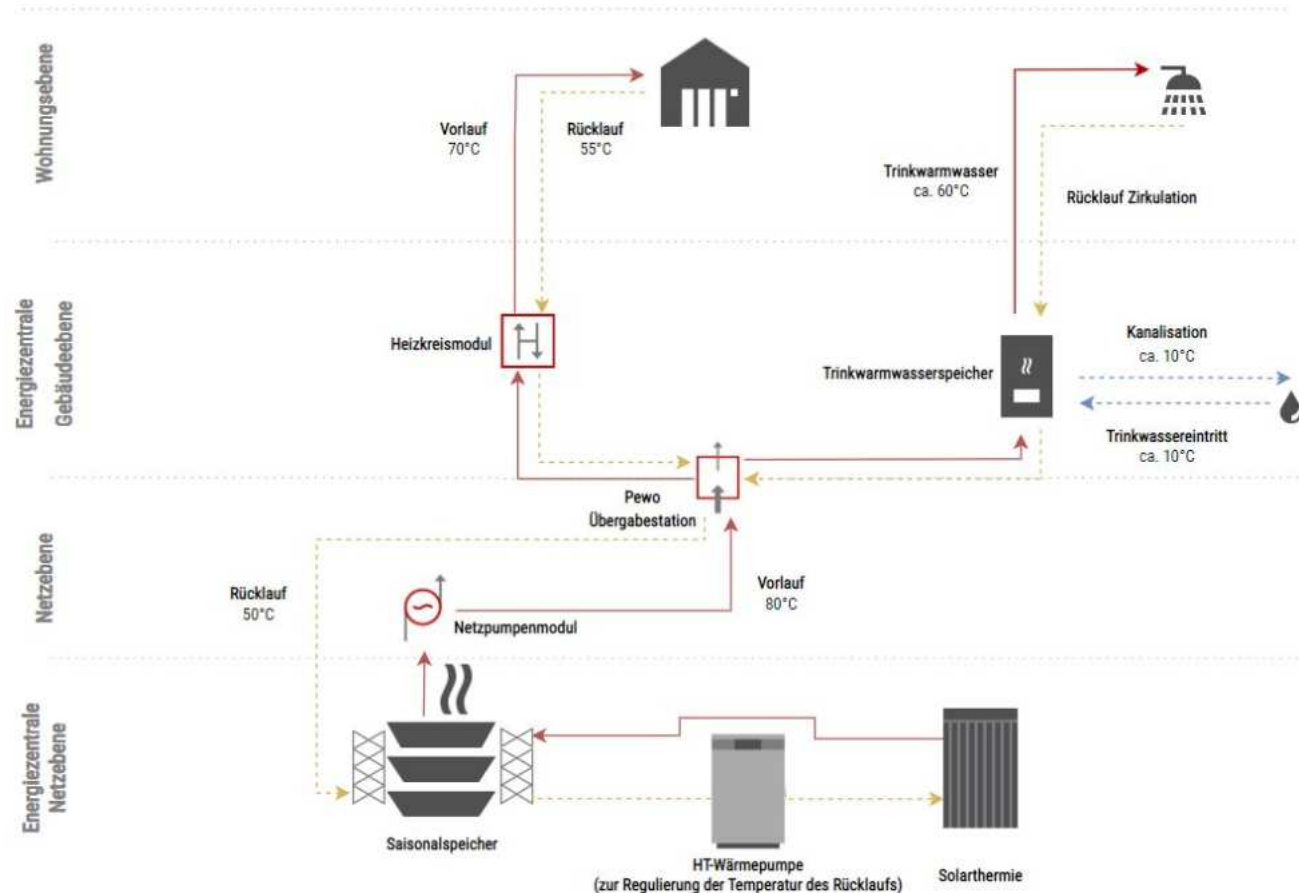 Wohnungsebene
Vorlauf
70°C
Rücklauf
55°C
Trinkwarmwasser
ca. 60°C
Rücklauf Zirkulation
Energiezentrale
Gebäudeebene
Heizkreismodul
Trinkwarmwasserspeicher
Kanalisation
ca. 10°C
Trinkwassereintritt
ca. 10°C
Netzebene
Pewo
Übergabestation
Rücklauf
50°C
Vorlauf
80°C
Netzpumpenmodul
Energiezentrale
Netzebene
Saisonalspeicher
HT-Wärmepumpe
(zur Regulierung der Temperatur des Rücklaufs)
Solarthermie